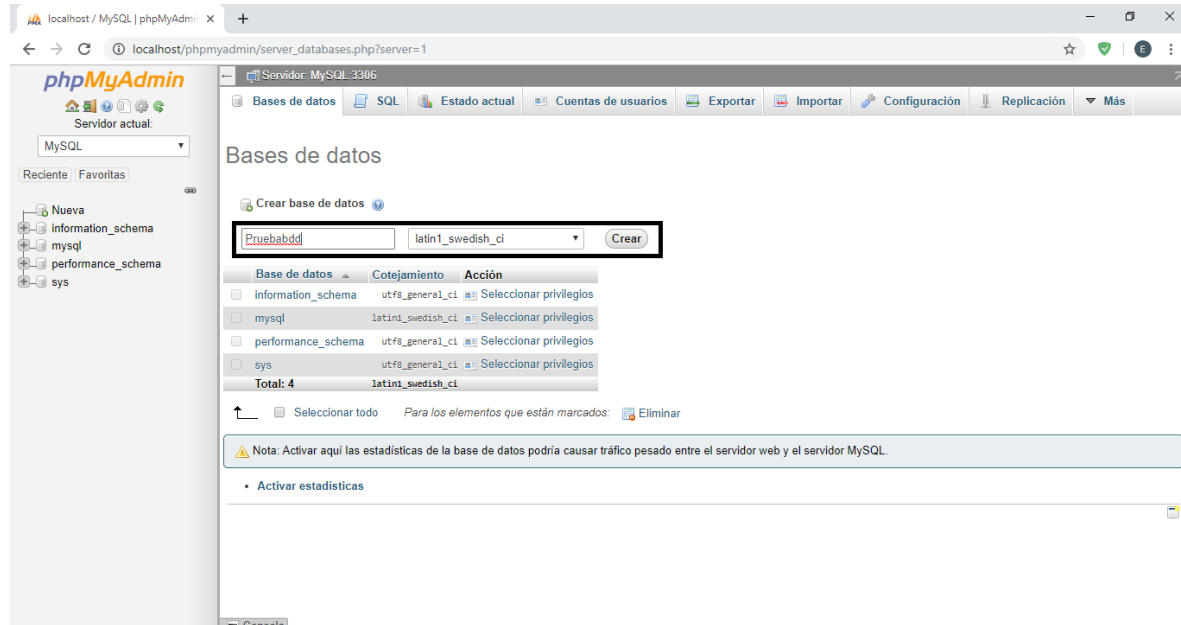 localhost / MySQL | phpMyAdmi
localhost/phpmyadmin/server_databases.php?server=1
E
phpMyAdmin
Servidor actual:
MySQL
Reciente Favoritas
Nueva
information_schema
mysql
performance_schema
sys
Servidor: MySQL:3306
Bases de datos SQL Estado actual Cuentas de usuarios Exportar Importar Configuración Replicación Más
Bases de datos
Crear base de datos
Pruebabdd latin1_swedish_ci Crear
Base de datos Cotejamiento Acción
information_schema utf8_general_ci Seleccionar privilegios
mysql latin1_swedish_ci Seleccionar privilegios
performance_schema utf8_general_ci Seleccionar privilegios
sys utf8_general_ci Seleccionar privilegios
Total: 4 latin1_swedish_ci
Seleccionar todo Para los elementos que están marcados: Eliminar
Nota: Activar aquí las estadísticas de la base de datos podría causar tráfico pesado entre el servidor web y el servidor MySQL.
• Activar estadísticas
Consola